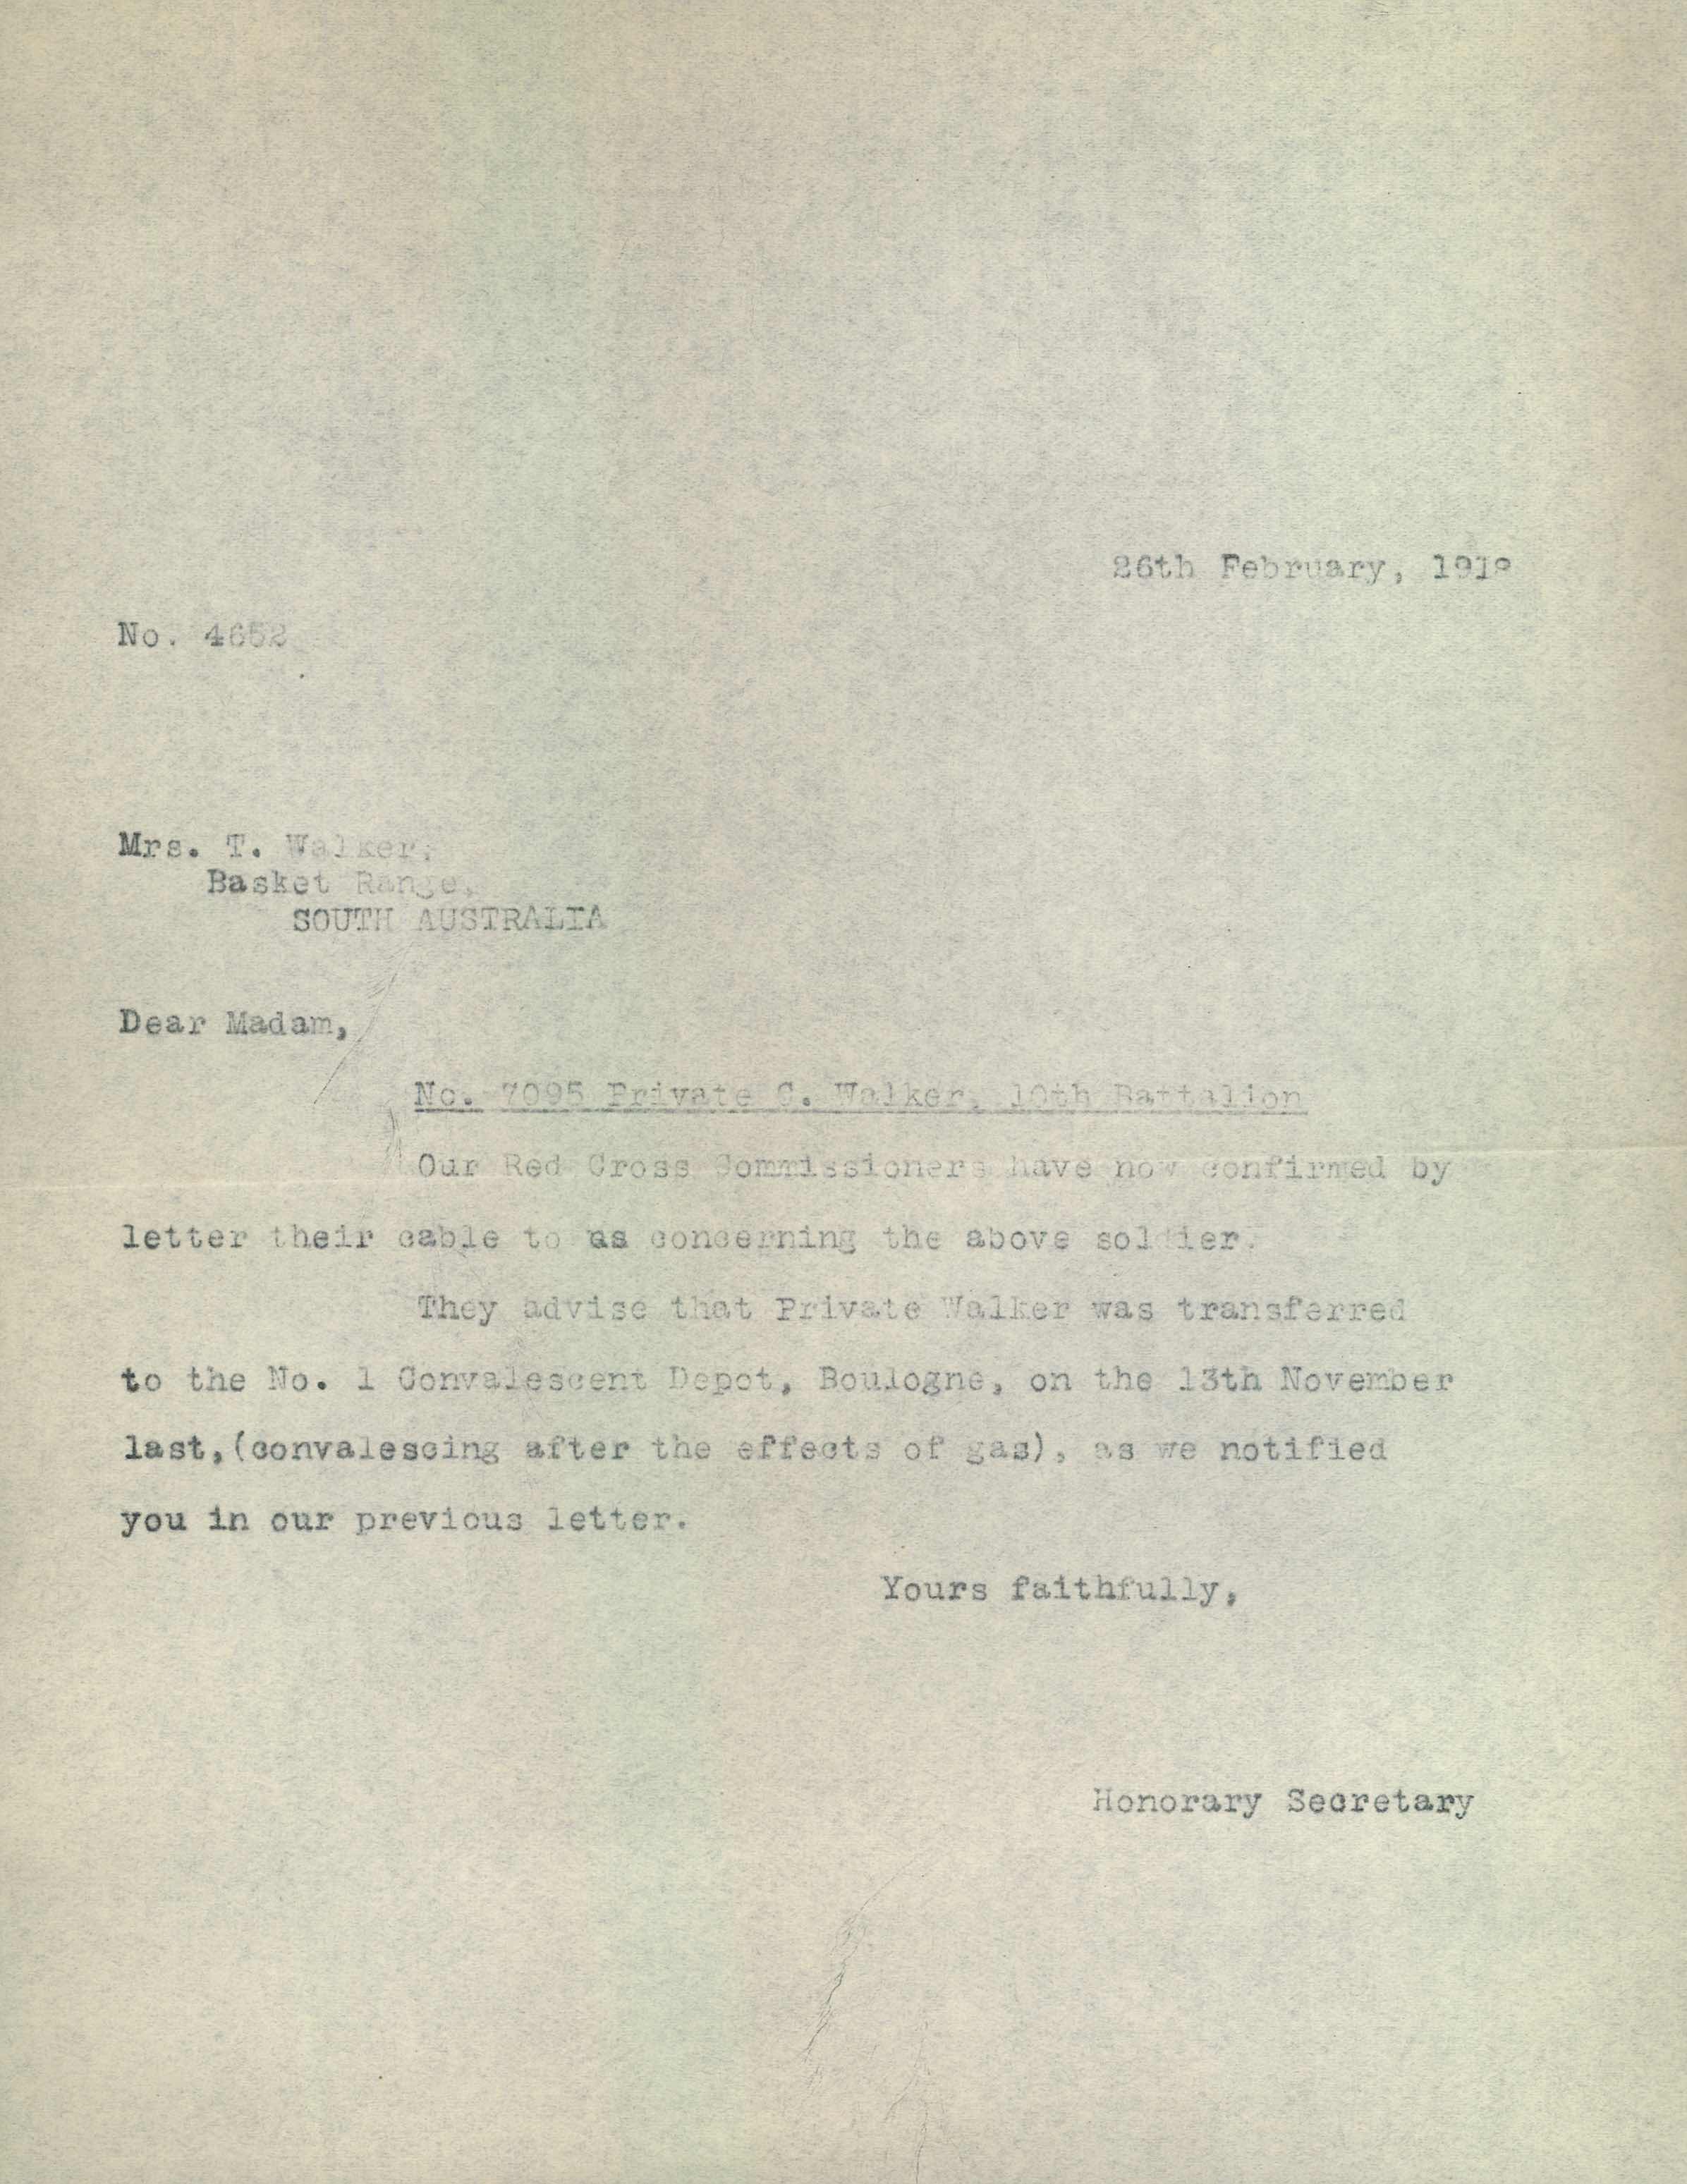 26th February, 1918
No. 4652
Mrs. T. Walker,
Basket Range,
SOUTH AUSTRALIA
Dear Madam,
No. 7095 Private C. Walker, 10th Battalion
Our Red Cross Commissioners have now confirmed by
letter their cable to us concerning the above soldier.
They advise that Private Walker was transferred
to the No. 1 Convalescent Depot, Boulogne, on the 13th November
last,(convalescing after the effects of gas), as we notified
you in our previous letter.
Yours faithfully,
Honorary Secretary